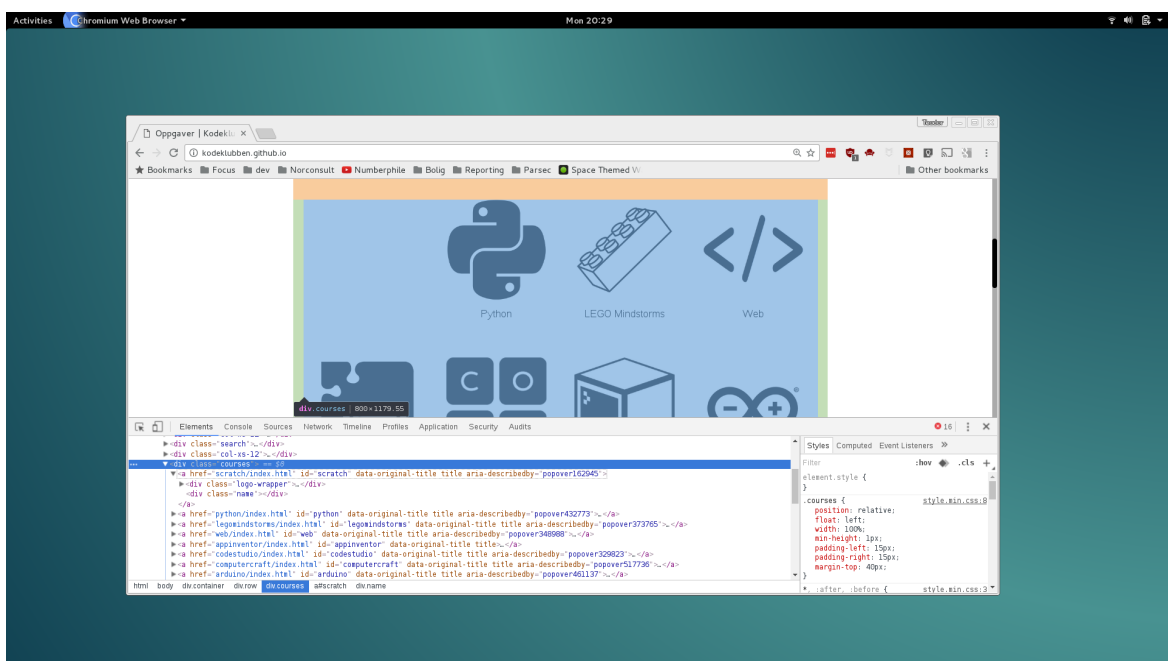 Activities Chromium Web Browser Mon 20:29
Oppgaver | Kodeklu
kodeklubben.github.io
Bookmarks Focus dev Norconsult Numberphile Bolig Reporting Parsec Space Themed W Other bookmarks
Python LEGO Mindstorms Web
C O
div.courses | 800×1179.55
Elements Console Sources Network Timeline Profiles Application Security Audits 16
<div class="search">…</div>
<div class="col-xs-12">…</div>
<div class="courses"> == $0
<a href="scratch/index.html" id="scratch" data-original-title title aria-describedby="popover162945">
<div class="logo-wrapper">…</div>
<div class="name"></div>
</a>
<a href="python/index.html" id="python" data-original-title title aria-describedby="popover432773">…</a>
<a href="legomindstorms/index.html" id="legomindstorms" data-original-title title aria-describedby="popover373765">…</a>
<a href="web/index.html" id="web" data-original-title title aria-describedby="popover348988">…</a>
<a href="appinventor/index.html" id="appinventor" data-original-title title aria-describedby="popover…</a>
<a href="codestudio/index.html" id="codestudio" data-original-title title aria-describedby="popover329823">…</a>
<a href="computercraft/index.html" id="computercraft" data-original-title title aria-describedby="popover517736">…</a>
<a href="arduino/index.html" id="arduino" data-original-title title aria-describedby="popover461137">…</a>
html body div.container div.row div.courses a#scratch div.name
Styles Computed Event Listeners »
Filter :hov .cls +
element.style {
}
.courses { style.min.css:9
position: relative;
float: left;
width: 100%;
min-height: 1px;
padding-left: 15px;
padding-right: 15px;
margin-top: 40px;
}
*, :after, :before { style.min.css:3